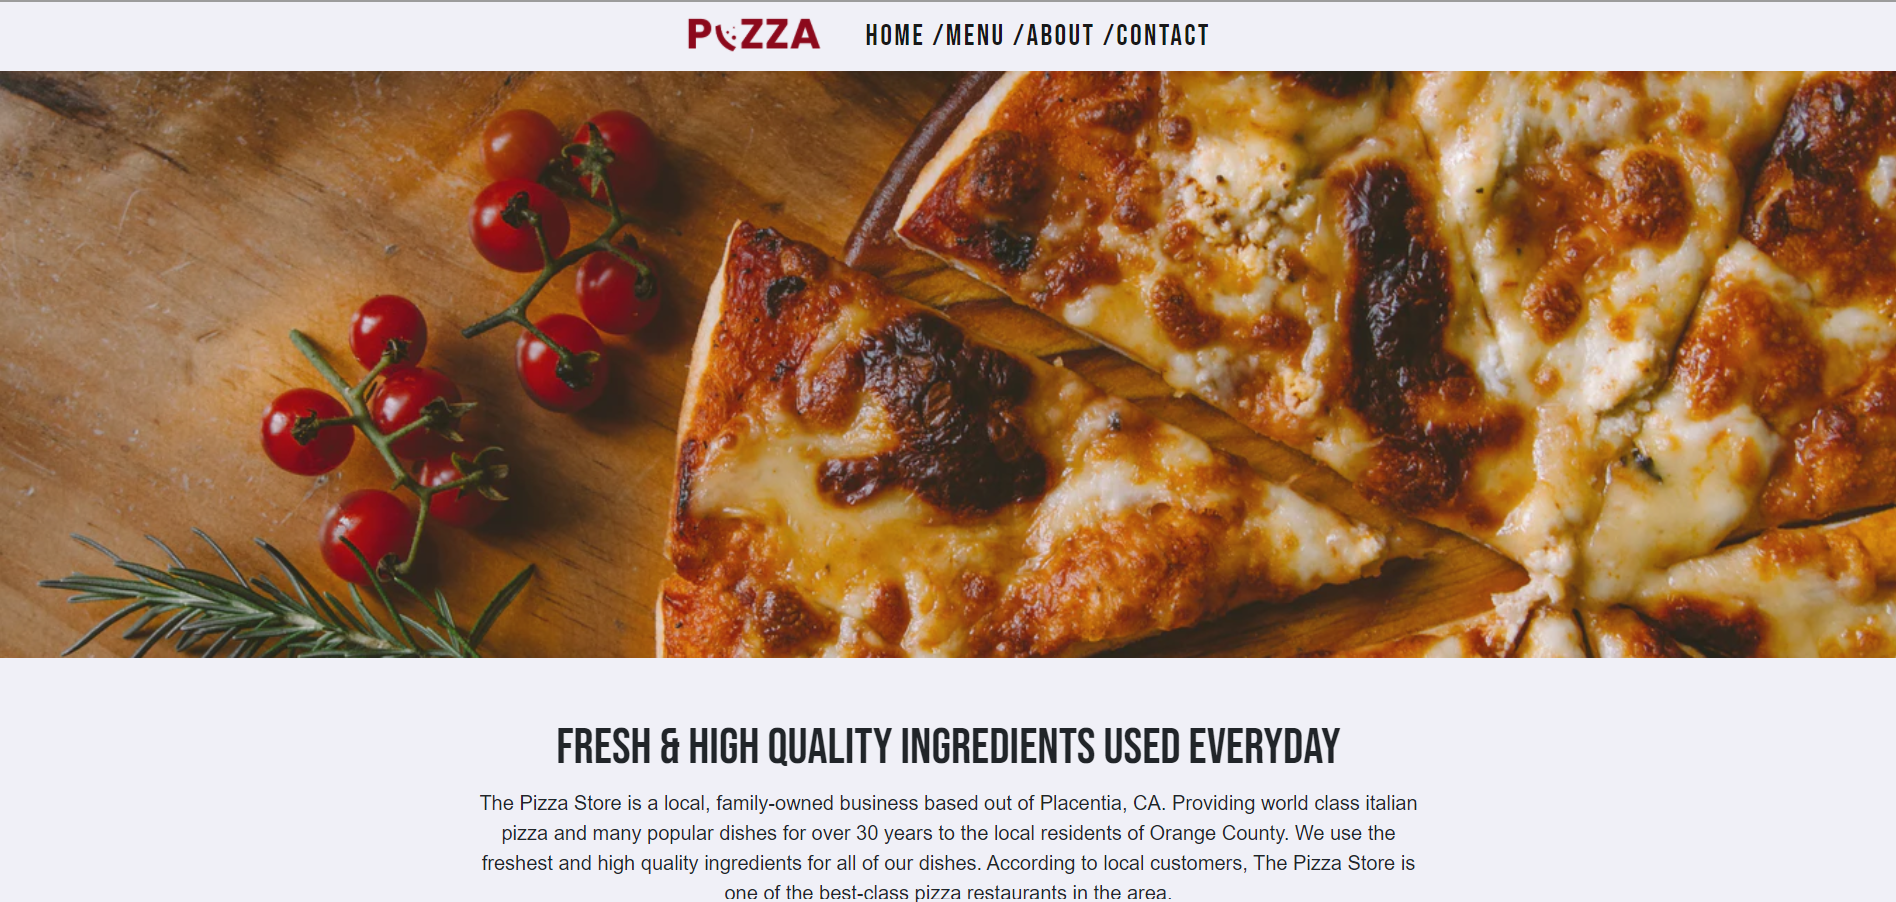 PIZZA HOME /MENU /ABOUT /CONTACT
FRESH & HIGH QUALITY INGREDIENTS USED EVERYDAY
The Pizza Store is a local, family-owned business based out of Placentia, CA. Providing world class italian
pizza and many popular dishes for over 30 years to the local residents of Orange County. We use the
freshest and high quality ingredients for all of our dishes. According to local customers, The Pizza Store is
one of the best-class pizza restaurants in the area.